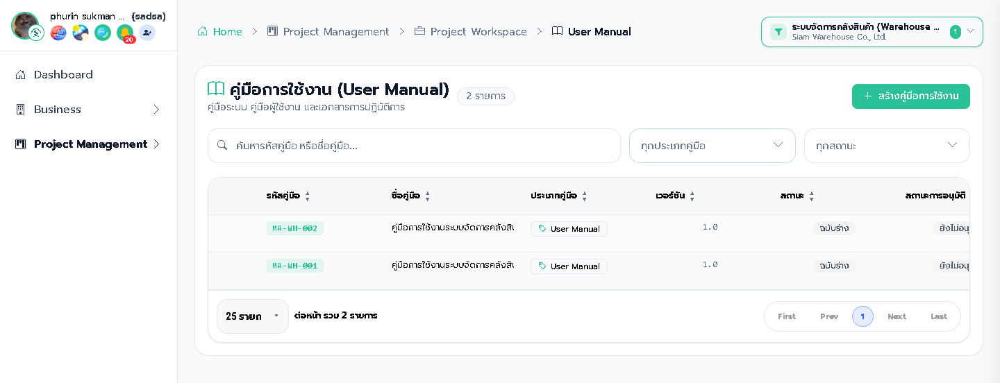 phurin sukman ... (sadsa)
20
Dashboard
Business
Project Management
Home > Project Management > Project Workspace > User Manual
ระบบจัดการคลังสินค้า (Warehouse ...
Siam Warehouse Co., Ltd.
1
คู่มือการใช้งาน (User Manual)
2 รายการ
คู่มือระบบ คู่มือผู้ใช้งาน และเอกสารการปฏิบัติการ
+ สร้างคู่มือการใช้งาน
ค้นหารหัสคู่มือ หรือชื่อคู่มือ...
ทุกประเภทคู่มือ
ทุกสถานะ
รหัสคู่มือ ชื่อคู่มือ ประเภทคู่มือ เวอร์ชัน สถานะ สถานะการอนุมัติ
MA-WH-002 คู่มือการใช้งานระบบจัดการคลังสิน User Manual 1.0 ฉบับร่าง ยังไม่อนุ
MA-WH-001 คู่มือการใช้งานระบบจัดการคลังสิน User Manual 1.0 ฉบับร่าง ยังไม่อนุ
25 รายก ต่อหน้า รวม 2 รายการ
First Prev 1 Next Last